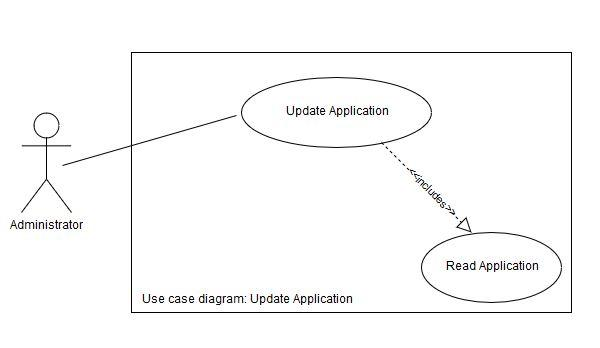 Update Application
<<includes>>
Administrator
Read Application
Use case diagram: Update Application